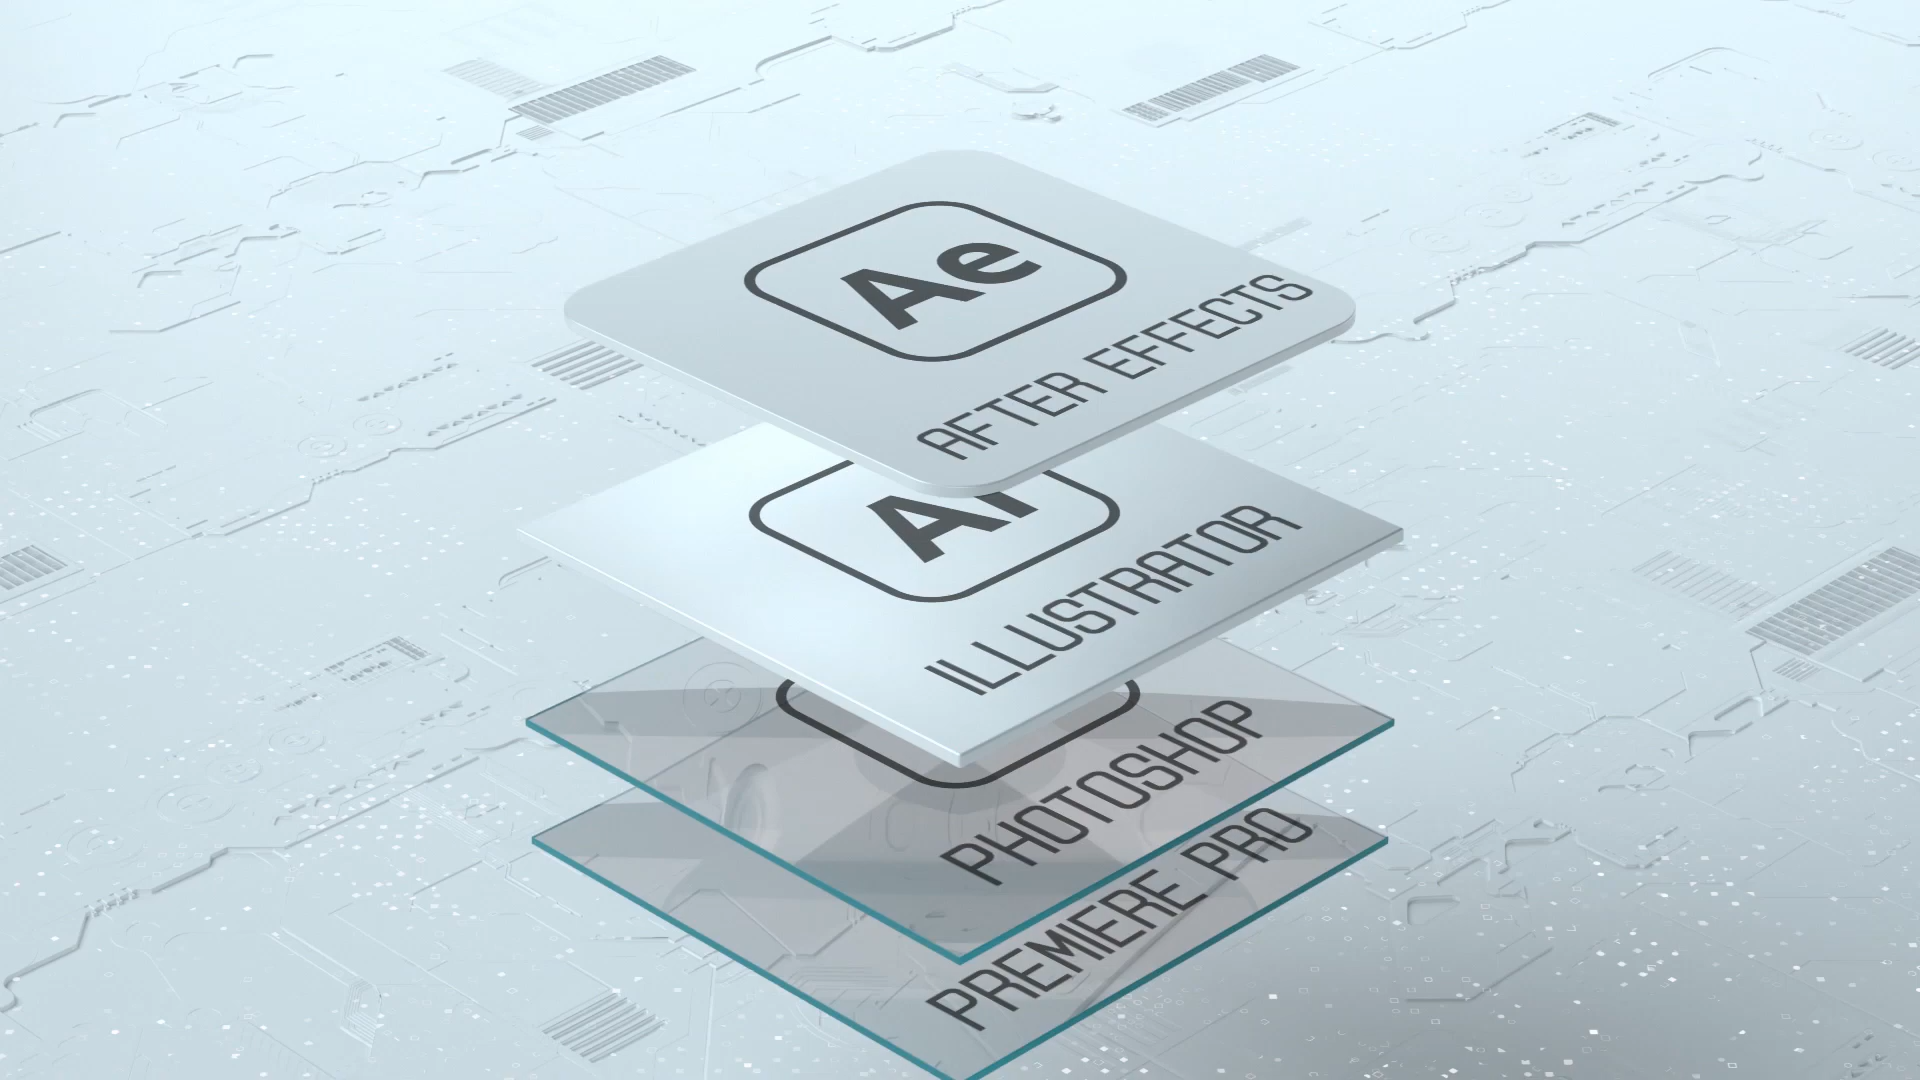 Ae
AFTER EFFECTS
Ai
ILLUSTRATOR
PHOTOSHOP
PREMIERE PRO